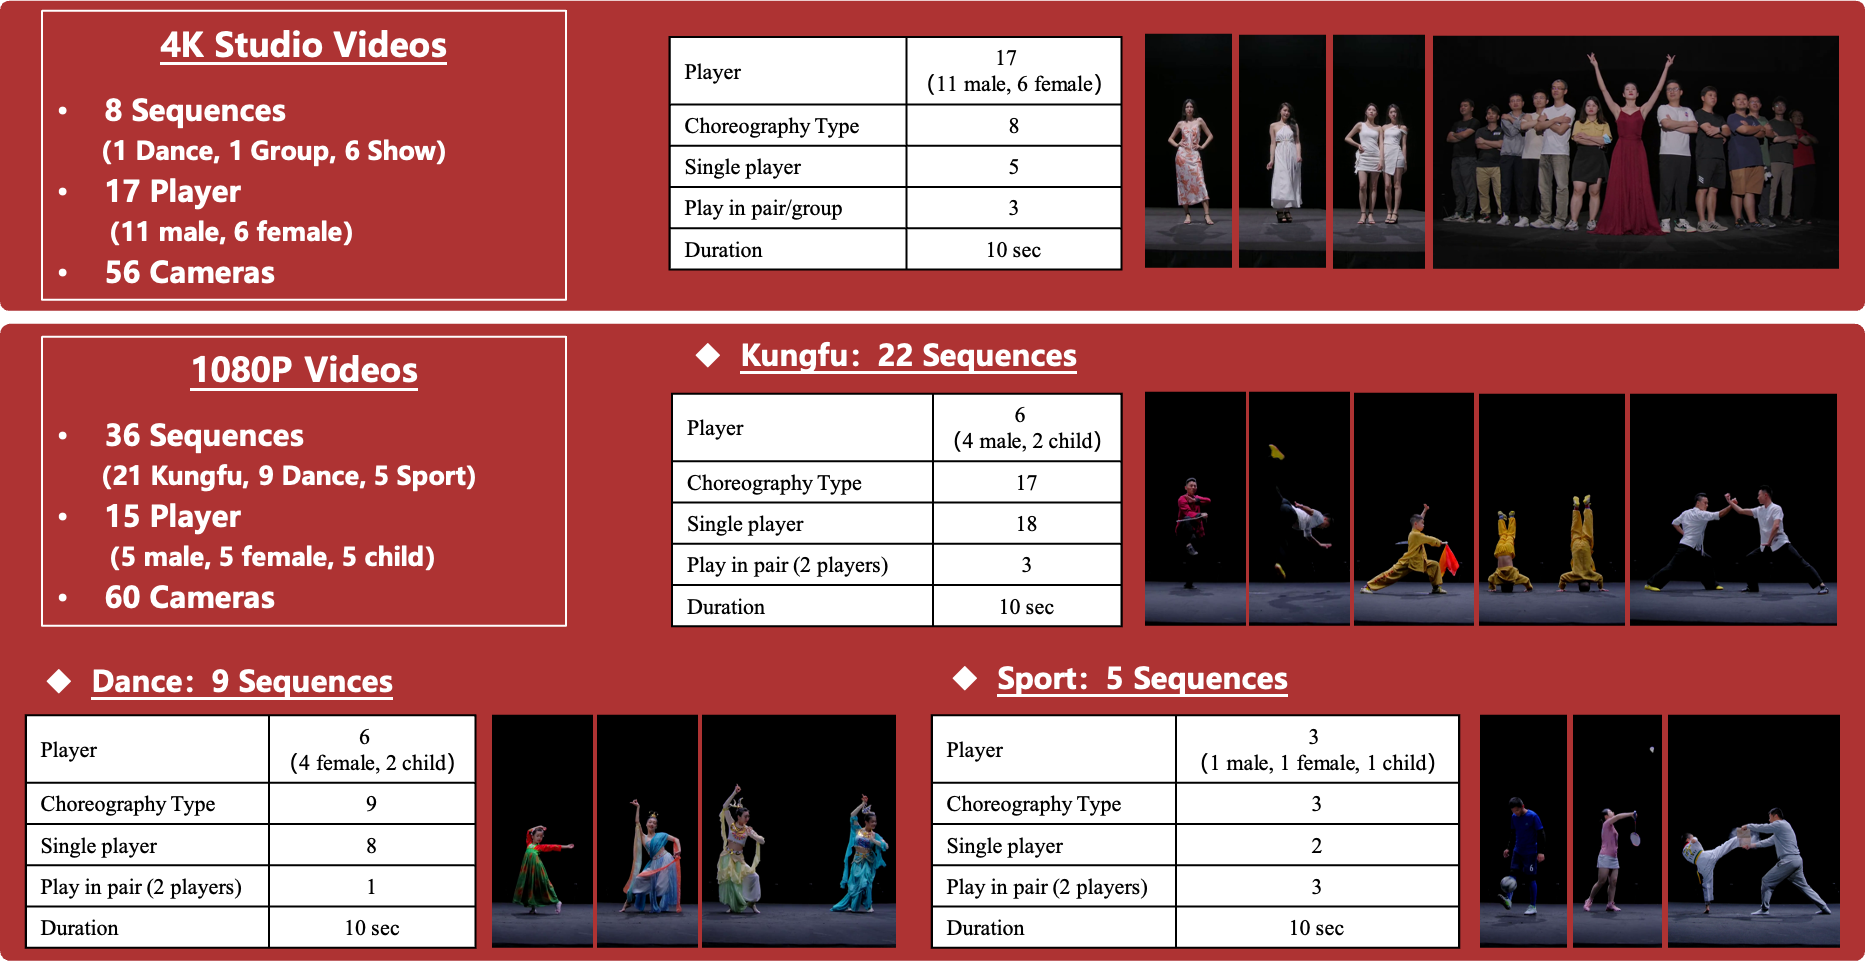 4K Studio Videos
• 8 Sequences
(1 Dance, 1 Group, 6 Show)
• 17 Player
(11 male, 6 female)
• 56 Cameras
Player 17
(11 male, 6 female)
Choreography Type 8
Single player 5
Play in pair/group 3
Duration 10 sec
1080P Videos
• 36 Sequences
(21 Kungfu, 9 Dance, 5 Sport)
• 15 Player
(5 male, 5 female, 5 child)
• 60 Cameras
◆ Kungfu: 22 Sequences
Player 6
(4 male, 2 child)
Choreography Type 17
Single player 18
Play in pair (2 players) 3
Duration 10 sec
◆ Dance: 9 Sequences
Player 6
(4 female, 2 child)
Choreography Type 9
Single player 8
Play in pair (2 players) 1
Duration 10 sec
◆ Sport: 5 Sequences
Player 3
(1 male, 1 female, 1 child)
Choreography Type 3
Single player 2
Play in pair (2 players) 3
Duration 10 sec
6